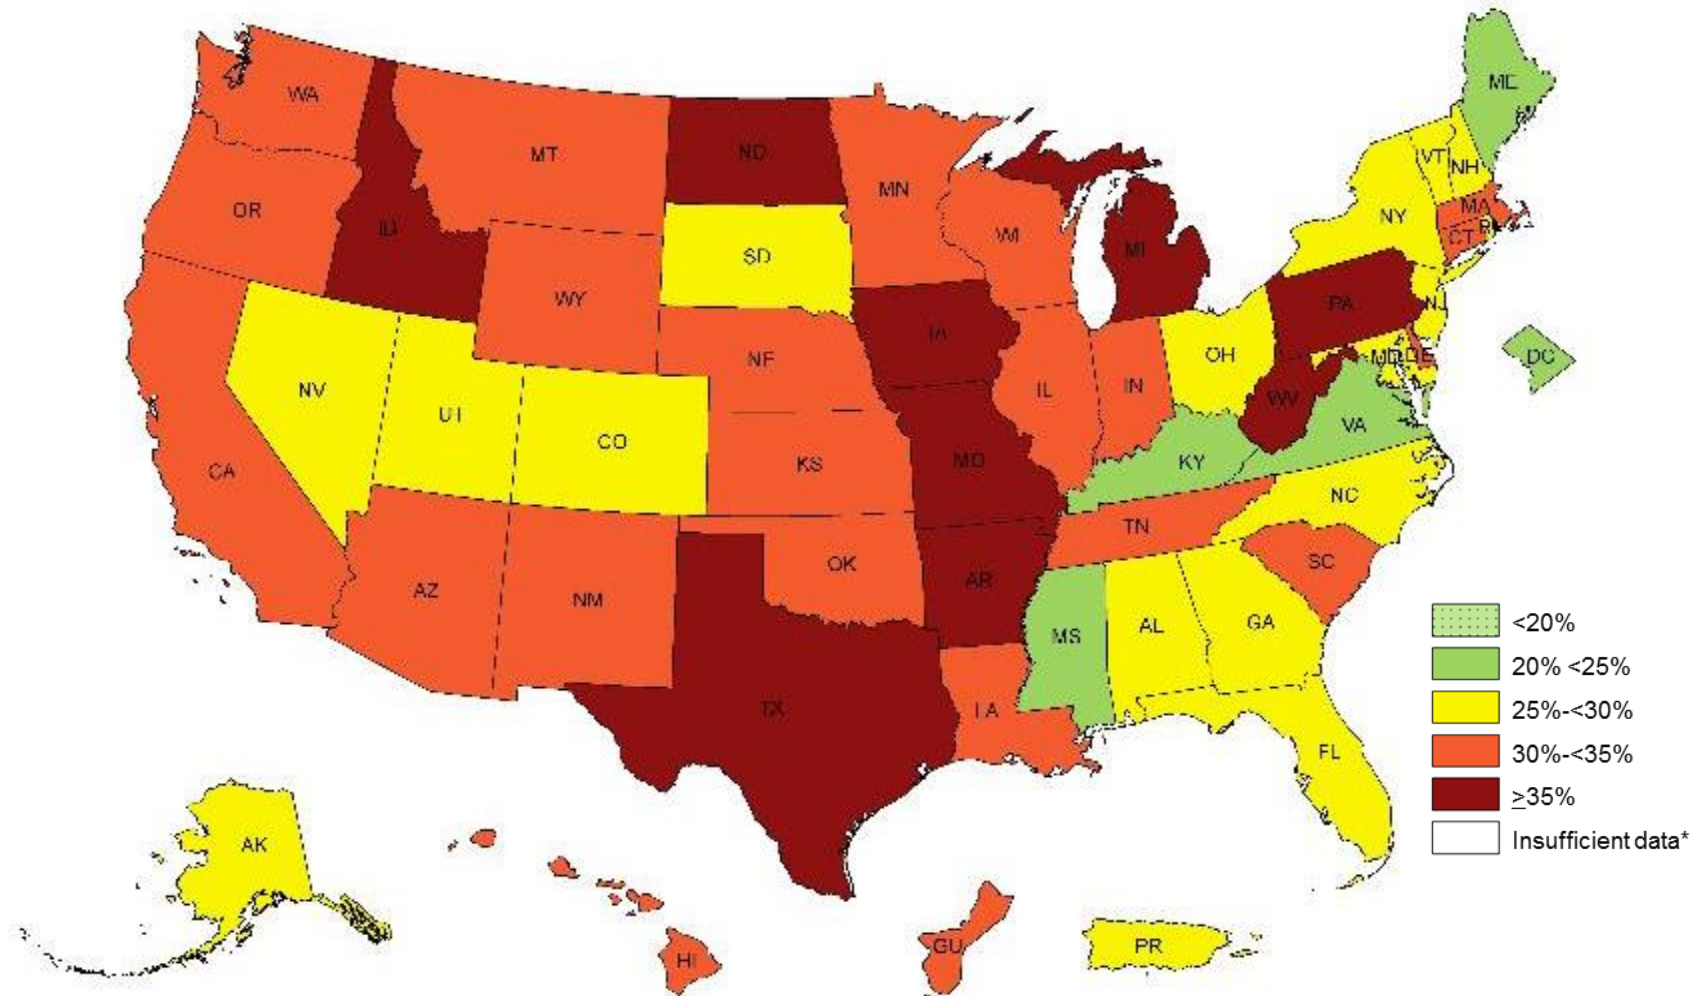 ME
WA
MT
ND
MN
VT
NH
OR
ID
WI
MI
NY
MA
CT
RI
SD
WY
IA
PA
NJ
NE
OH
MD
DE
DC
NV
UT
CO
IL
IN
WV
VA
CA
KS
MO
KY
NC
TN
AZ
NM
OK
AR
SC
MS
AL
GA
TX
LA
FL
<20%
20% <25%
25%-<30%
30%-<35%
≥35%
Insufficient data*
AK
HI
GU
PR